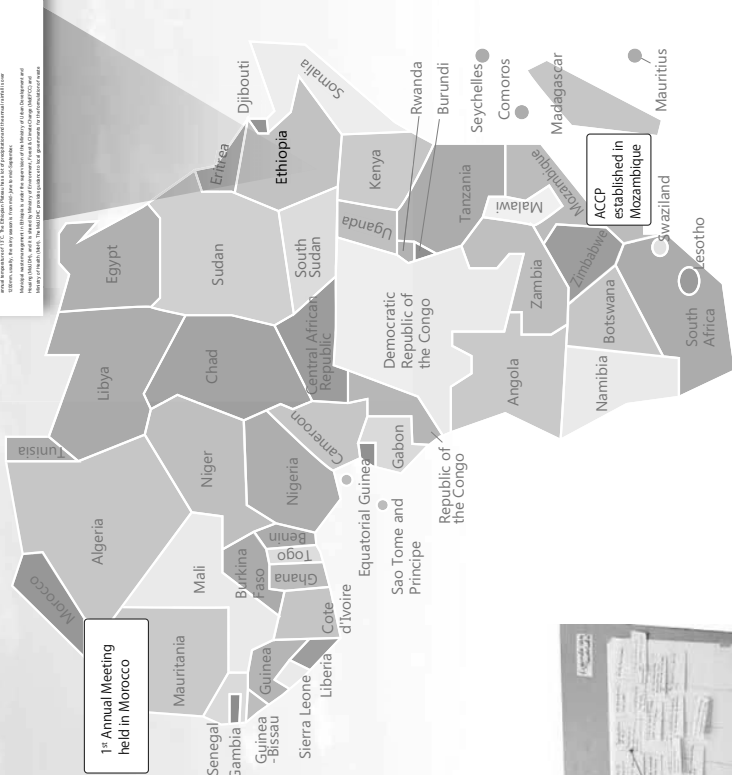 1st Annual Meeting
held in Morocco
ACCP
established in
Mozambique
Morocco
Algeria
Tunisia
Libya
Egypt
Mauritania
Mali
Niger
Chad
Sudan
Eritrea
Djibouti
Ethiopia
Somalia
Senegal
Gambia
Guinea
-Bissau
Guinea
Sierra Leone
Liberia
Cote
d'Ivoire
Burkina
Faso
Ghana
Togo
Benin
Nigeria
Cameroon
Central African
Republic
South
Sudan
Equatorial Guinea
Sao Tome and
Principe
Gabon
Republic of
the Congo
Democratic
Republic of
the Congo
Uganda
Kenya
Rwanda
Burundi
Tanzania
Seychelles
Comoros
Madagascar
Mauritius
Malawi
Mozambique
Zambia
Angola
Zimbabwe
Botswana
Namibia
Swaziland
Lesotho
South
Africa